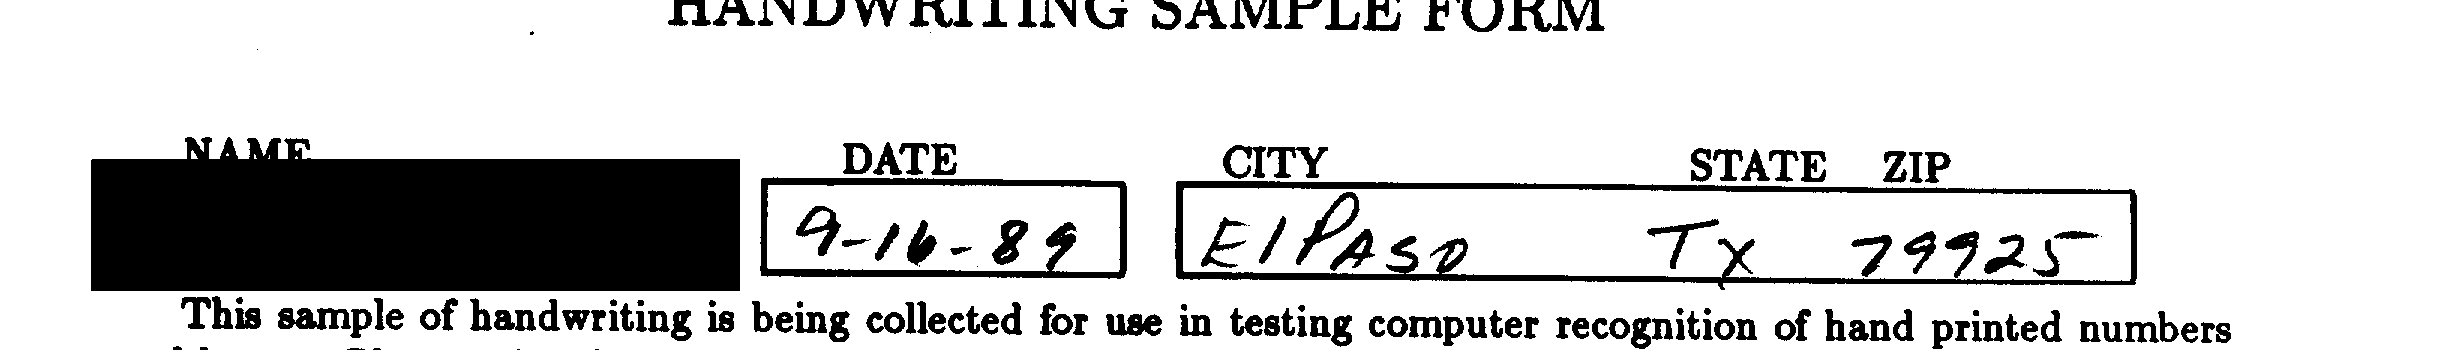 HANDWRITING SAMPLE FORM
NAME DATE CITY STATE ZIP
9-16-89 El PASO TX 79925
This sample of handwriting is being collected for use in testing computer recognition of hand printed numbers